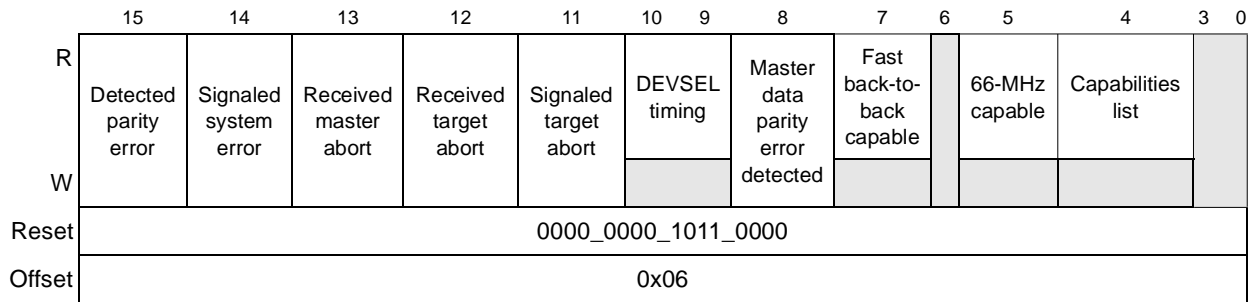 15 14 13 12 11 10 9 8 7 6 5 4 3 0
R
W
Detected
parity
error
Signaled
system
error
Received
master
abort
Received
target
abort
Signaled
target
abort
DEVSEL
timing
Master
data
parity
error
detected
Fast
back-to-
back
capable
66-MHz
capable
Capabilities
list
Reset 0000_0000_1011_0000
Offset 0x06